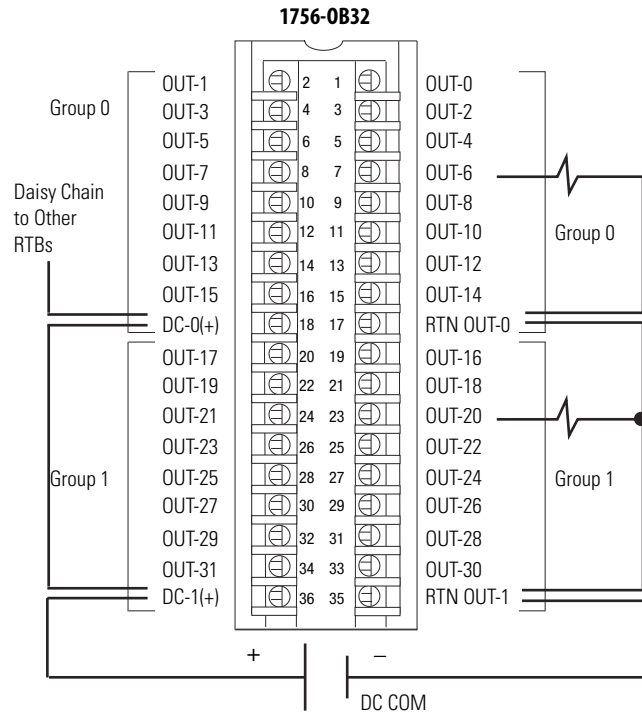 1756-OB32
Group 0
Daisy Chain
to Other
RTBs
OUT-1 2 1 OUT-0
OUT-3 4 3 OUT-2
OUT-5 6 5 OUT-4
OUT-7 8 7 OUT-6
OUT-9 10 9 OUT-8
OUT-11 12 11 OUT-10
Group 0
OUT-13 14 13 OUT-12
OUT-15 16 15 OUT-14
DC-0(+) 18 17 RTN OUT-0
OUT-17 20 19 OUT-16
OUT-19 22 21 OUT-18
OUT-21 24 23 OUT-20
OUT-23 26 25 OUT-22
Group 1
OUT-25 28 27 OUT-24
Group 1
OUT-27 30 29 OUT-26
OUT-29 32 31 OUT-28
OUT-31 34 33 OUT-30
DC-1(+) 36 35 RTN OUT-1
+ –
DC COM